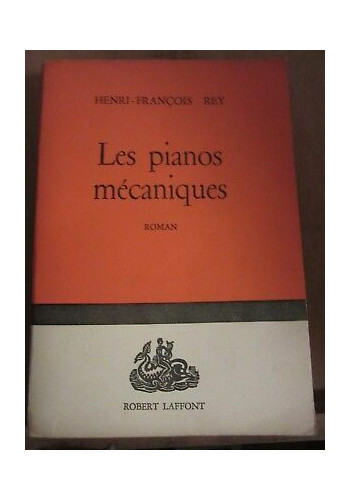 HENRI-FRANÇOIS REY
Les pianos
mécaniques
ROMAN
ROBERT LAFFONT